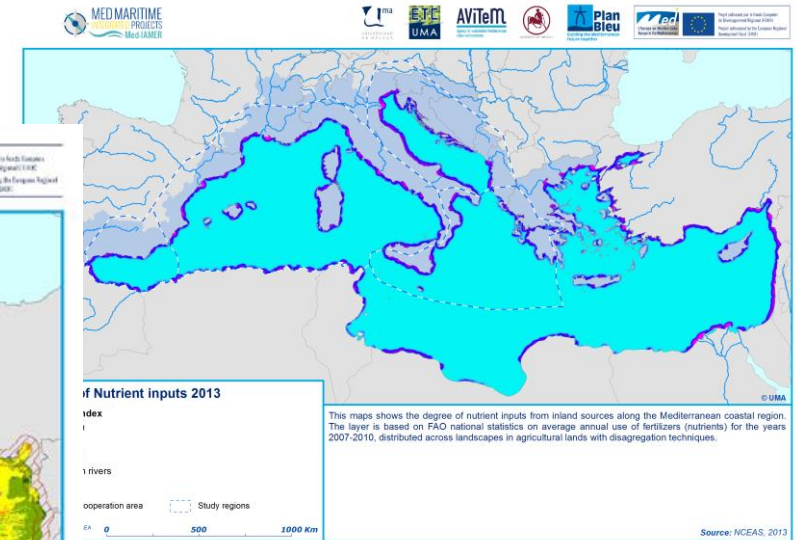 MED MARITIME
INTEGRATED PROJECTS
Med-IAMER
uma
ETC
UMA
AViTeM
Plan
Bleu
Med
© UMA
of Nutrient inputs 2013
ndex
rivers
ooperation area
Study regions
0 500 1000 Km
This maps shows the degree of nutrient inputs from inland sources along the Mediterranean coastal region.
The layer is based on FAO national statistics on average annual use of fertilizers (nutrients) for the years
2007-2010, distributed across landscapes in agricultural lands with disagregation techniques.
Source: NCEAS, 2013